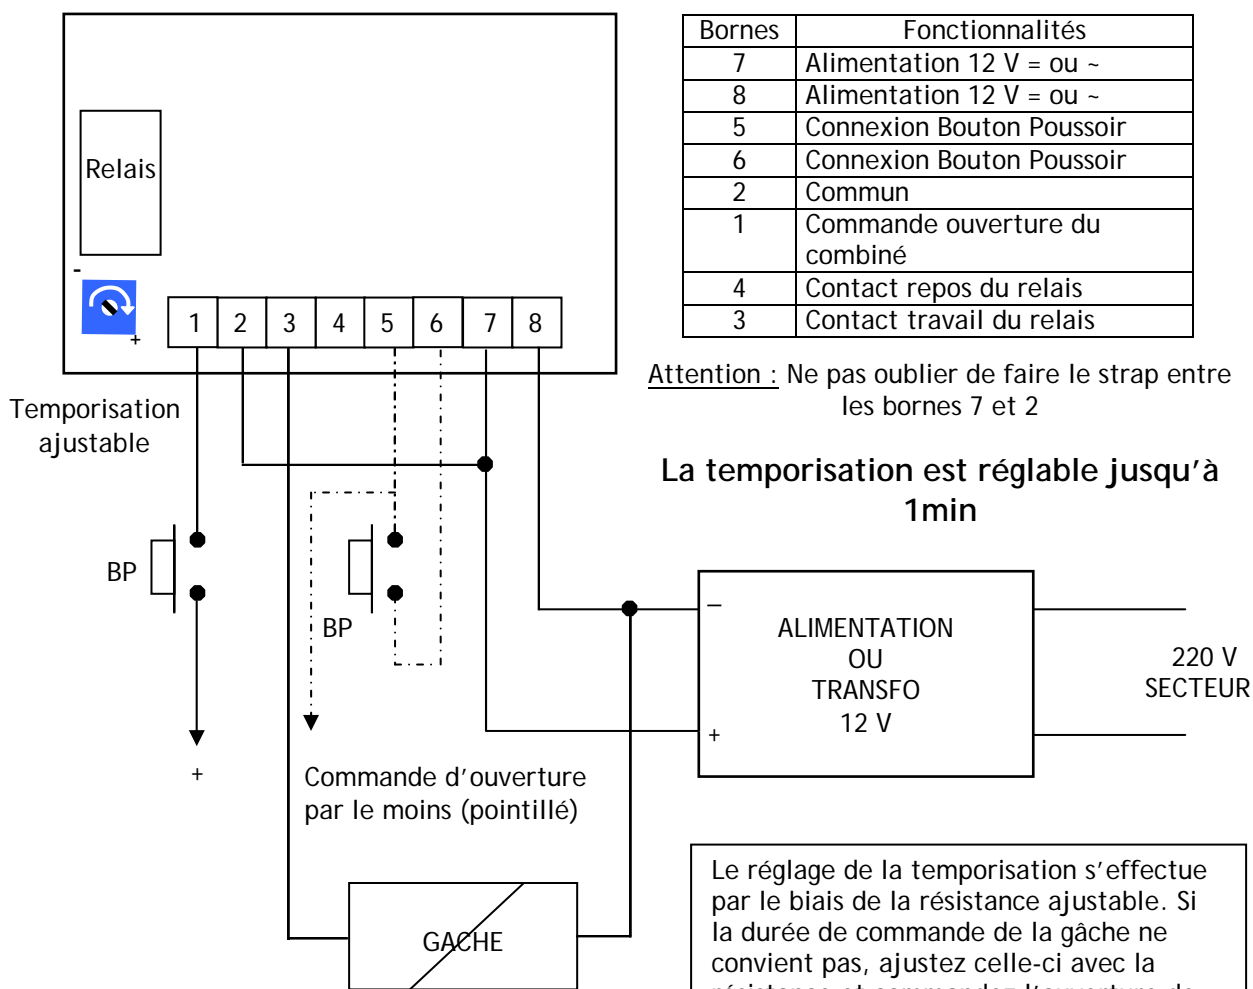 Relais
-
+
1 2 3 4 5 6 7 8
Temporisation
ajustable
BP
+
BP
Commande d'ouverture
par le moins (pointillé)
GACHE
Bornes Fonctionnalités
7 Alimentation 12 V = ou ~
8 Alimentation 12 V = ou ~
5 Connexion Bouton Poussoir
6 Connexion Bouton Poussoir
2 Commun
1 Commande ouverture du
combiné
4 Contact repos du relais
3 Contact travail du relais
Attention : Ne pas oublier de faire le strap entre
les bornes 7 et 2
La temporisation est réglable jusqu'à
1min
–
ALIMENTATION
OU
TRANSFO
12 V
+
220 V
SECTEUR
Le réglage de la temporisation s'effectue
par le biais de la résistance ajustable. Si
la durée de commande de la gâche ne
convient pas, ajustez celle-ci avec la
résistance et commandez l'ouverture de